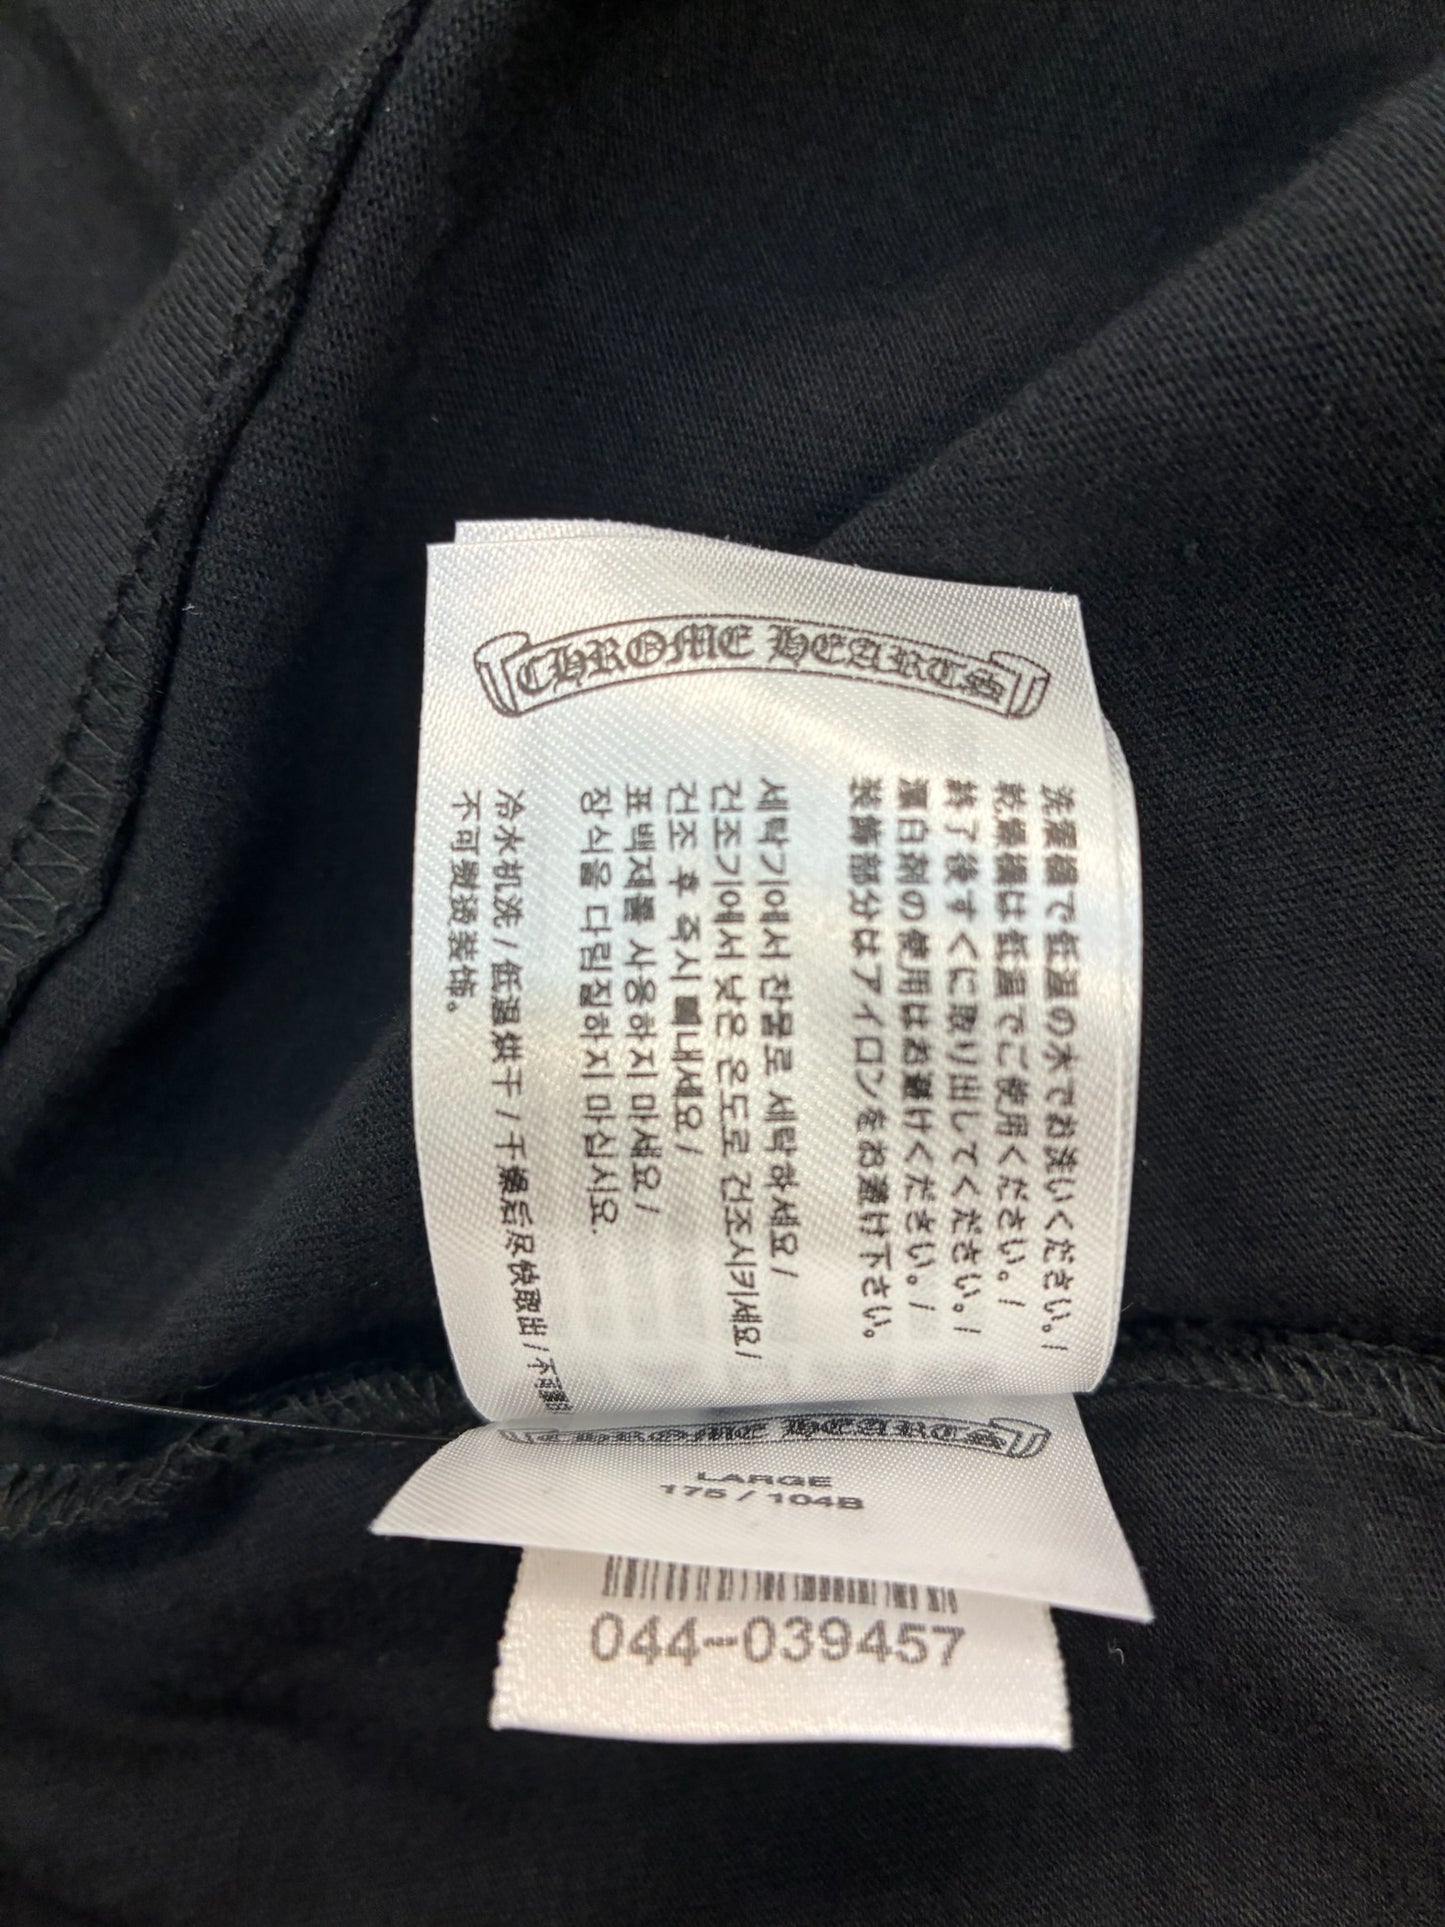 CHROME HEARTS
洗濯機で低温の水でお洗いください。/
乾燥機は低温でご使用ください。/
終了後すぐに取り出してください。/
漂白剤の使用はお避けください。/
装飾部分はアイロンをお避け下さい。
세탁기에서 찬물로 세탁하세요/
건조기에서 낮은 온도로 건조시키세요/
건조 후 즉시 빼내세요/
표백제를 사용하지 마세요/
장식을 다림질하지 마십시요.
冷水机洗/低温烘干/干燥后尽快取出/不可漂白
不可熨烫装饰。
CHROME HEARTS
LARGE
175 / 104B
044-039457